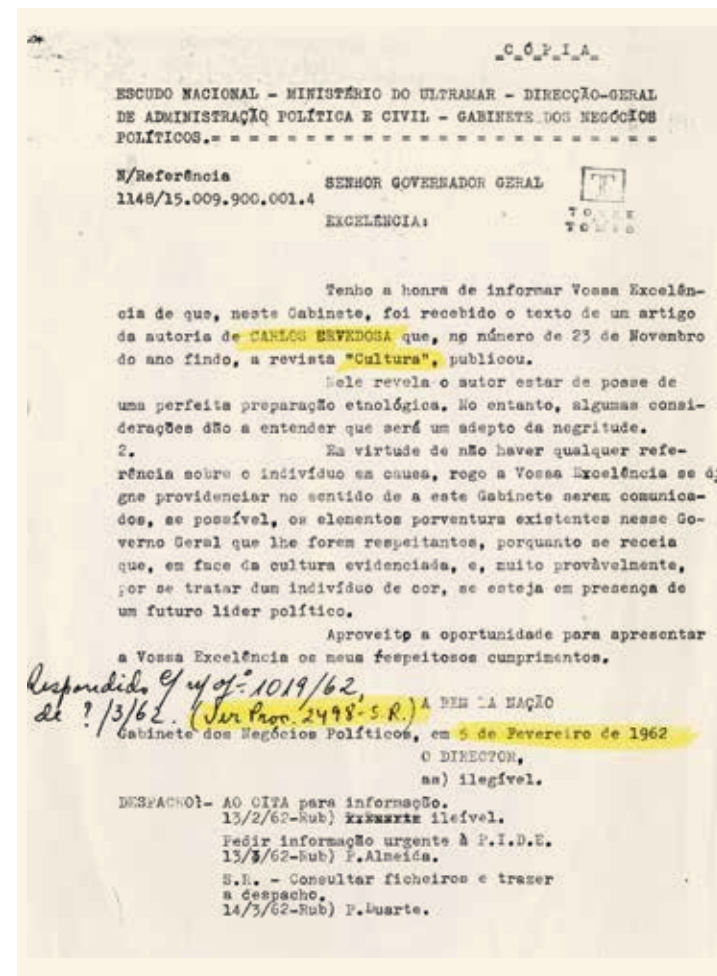 _C_Ó_P_I_A_
ESCUDO NACIONAL - MINISTÉRIO DO ULTRAMAR - DIRECÇÃO-GERAL
DE ADMINISTRAÇÃO POLÍTICA E CIVIL - GABINETE DOS NEGÓCIOS
POLÍTICOS.= = = = = = = = = = = = = = = = = = = = = = =
N/Referência
1148/15.009.900.001.4
SENHOR GOVERNADOR GERAL
T
TORRE
TOMBO
EXCELÊNCIA:
Tenho a honra de informar Vossa Excelên-
cia de que, neste Gabinete, foi recebido o texto de um artigo
da autoria de CARLOS ERVEDOSA que, no número de 23 de Novembro
do ano findo, a revista "Cultura", publicou.
Nele revela o autor estar de posse de
uma perfeita preparação etnológica. No entanto, algumas consi-
derações dão a entender que será um adepto da negritude.
2. Em virtude de não haver qualquer refe-
rência sobre o indivíduo em causa, rogo a Vossa Excelência se di
gne providenciar no sentido de a este Gabinete serem comunica-
dos, se possível, os elementos porventura existentes nesse Go-
verno Geral que lhe forem respeitantes, porquanto se receia
que, em face da cultura evidenciada, e, muito provàvelmente,
por se tratar dum indivíduo de cor, se esteja em presença de
um futuro lider político.
Aproveito a oportunidade para apresentar
a Vossa Excelência os meus respeitosos cumprimentos.
Respondido c/ n/ of.º 1019/62,
de ?/3/62. (Ver Proc. 2498-S.R.)
A BEM DA NAÇÃO
Gabinete dos Negócios Políticos, em 5 de Fevereiro de 1962
O DIRECTOR,
as) ilegível.
DESPACHO:- AO CITA para informação.
13/2/62-Rub) ileível.
Pedir informação urgente à P.I.D.E.
13/3/62-Rub) P.Almeida.
S.R. - Consultar ficheiros e trazer
a despacho.
14/3/62-Rub) P.Duarte.